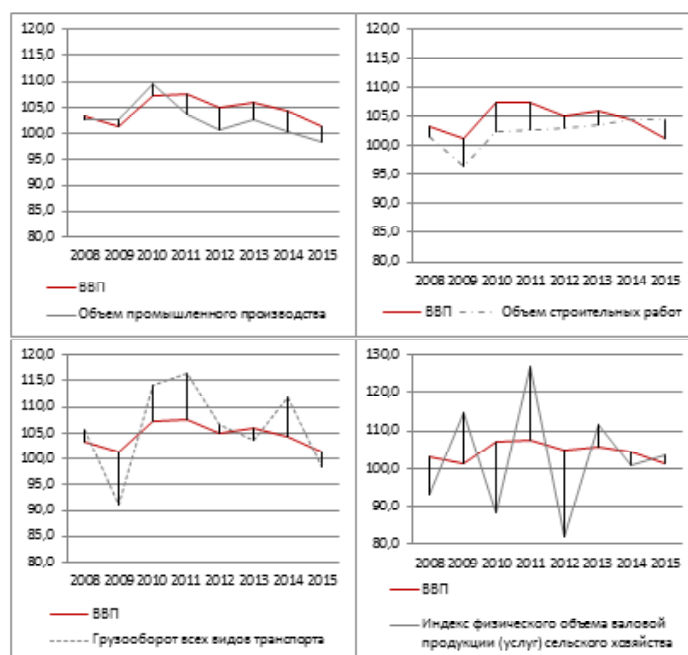 120,0
115,0
110,0
105,0
100,0
95,0
90,0
85,0
80,0
2008 2009 2010 2011 2012 2013 2014 2015
ВВП
Объем промышленного производства
120,0
115,0
110,0
105,0
100,0
95,0
90,0
85,0
80,0
2008 2009 2010 2011 2012 2013 2014 2015
ВВП Объем строительных работ
120,0
115,0
110,0
105,0
100,0
95,0
90,0
85,0
80,0
2008 2009 2010 2011 2012 2013 2014 2015
ВВП
Грузооборот всех видов транспорта
130,0
120,0
110,0
100,0
90,0
80,0
2008 2009 2010 2011 2012 2013 2014 2015
ВВП
Индекс физического объема валовой
продукции (услуг) сельского хозяйства